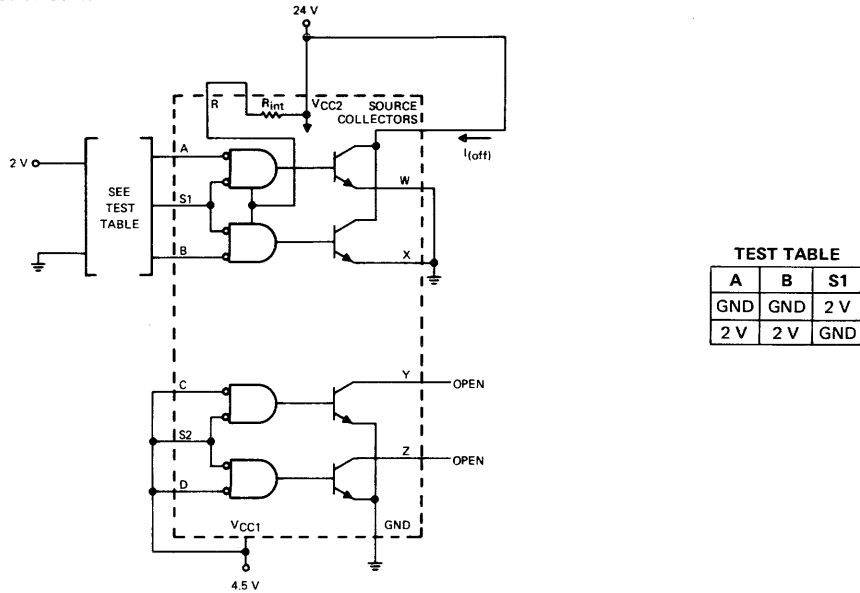 24 V
R
Rint
VCC2
SOURCE
COLLECTORS
I(off)
2 V
SEE
TEST
TABLE
A
S1
B
W
X
TEST TABLE
A B S1
GND GND 2 V
2 V 2 V GND
C
S2
D
Y
OPEN
Z
OPEN
VCC1
GND
4.5 V